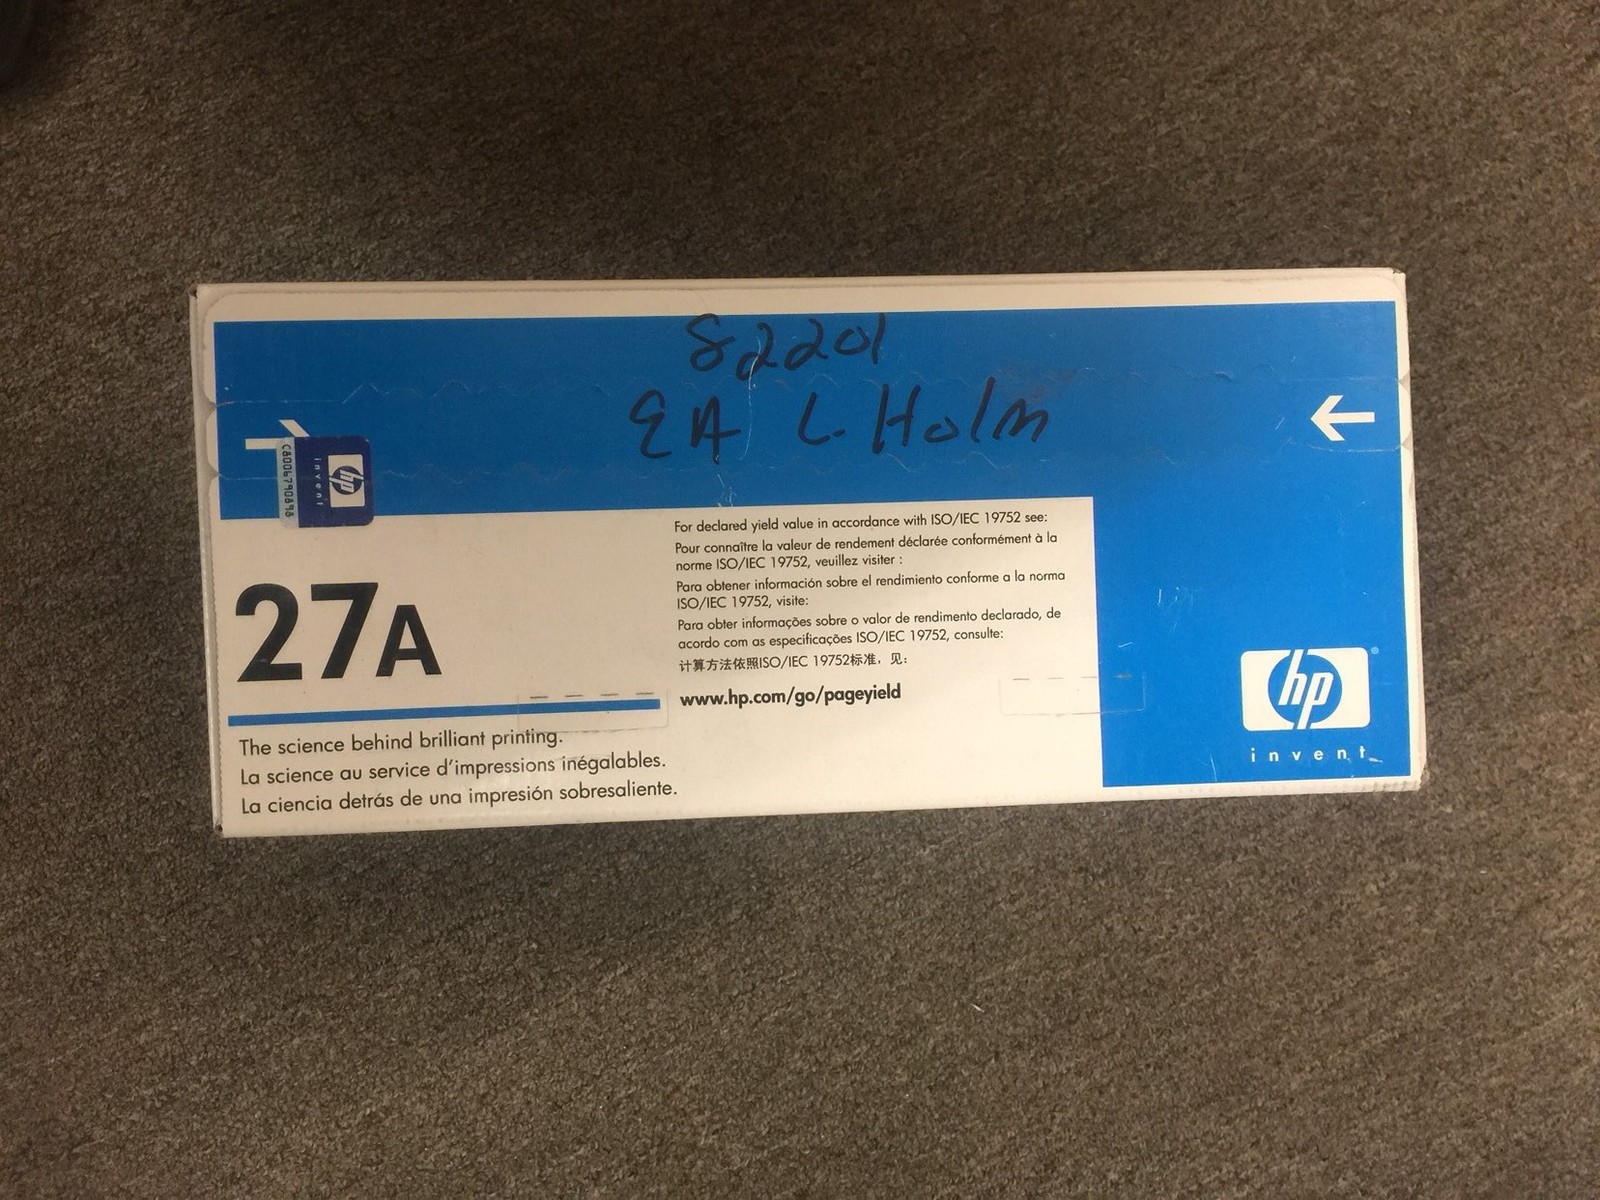 82201
EA L. Holm
C8006790898
hp
invent
27A
The science behind brilliant printing.
La science au service d'impressions inégalables.
La ciencia detrás de una impresión sobresaliente.
For declared yield value in accordance with ISO/IEC 19752 see:
Pour connaître la valeur de rendement déclarée conformément à la
norme ISO/IEC 19752, veuillez visiter :
Para obtener información sobre el rendimiento conforme a la norma
ISO/IEC 19752, visite:
Para obter informações sobre o valor de rendimento declarado, de
acordo com as especificações ISO/IEC 19752, consulte:
计算方法依照ISO/IEC 19752标准，见：
www.hp.com/go/pageyield
hp®
invent